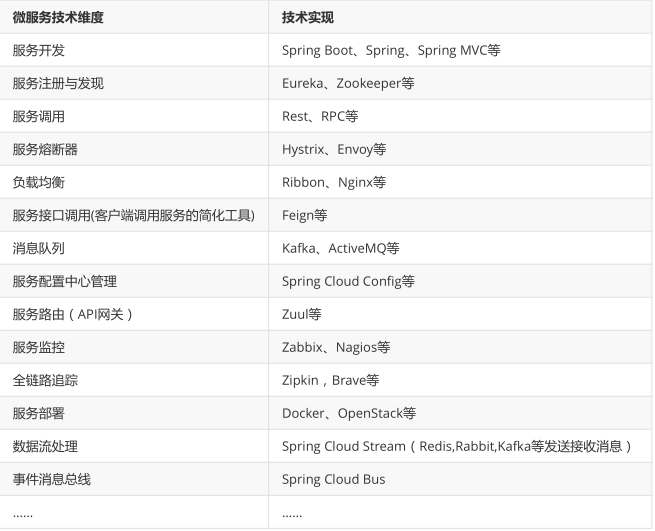 微服务技术维度 技术实现
服务开发 Spring Boot、Spring、Spring MVC等
服务注册与发现 Eureka、Zookeeper等
服务调用 Rest、RPC等
服务熔断器 Hystrix、Envoy等
负载均衡 Ribbon、Nginx等
服务接口调用(客户端调用服务的简化工具) Feign等
消息队列 Kafka、ActiveMQ等
服务配置中心管理 Spring Cloud Config等
服务路由（API网关） Zuul等
服务监控 Zabbix、Nagios等
全链路追踪 Zipkin，Brave等
服务部署 Docker、OpenStack等
数据流处理 Spring Cloud Stream（Redis,Rabbit,Kafka等发送接收消息）
事件消息总线 Spring Cloud Bus
...... ......